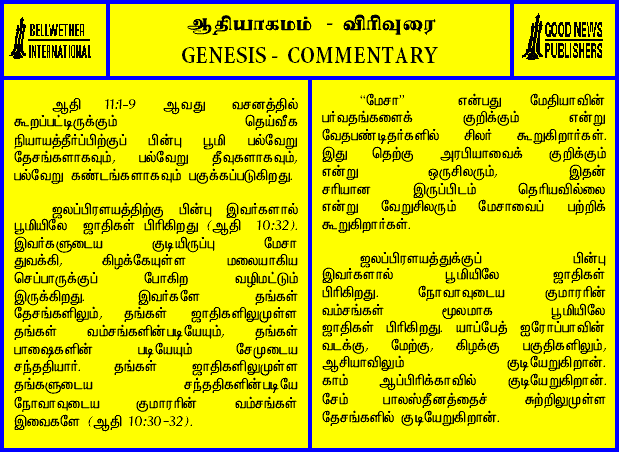 BELLWETHER
INTERNATIONAL
ஆதியாகமம் - விரிவுரை
GENESIS - COMMENTARY
GOOD NEWS
PUBLISHERS
ஆதி 11:1-9 ஆவது வசனத்தில்
கூறப்பட்டிருக்கும் தெய்வீக
நியாயத்தீர்ப்பிற்குப் பின்பு பூமி பல்வேறு
தேசங்களாகவும், பல்வேறு தீவுகளாகவும்,
பல்வேறு கண்டங்களாகவும் பகுக்கப்படுகிறது.
ஜலப்பிரளயத்திற்கு பின்பு இவர்களால்
பூமியிலே ஜாதிகள் பிரிகிறது (ஆதி 10:32).
இவர்களுடைய குடியிருப்பு மேசா
துவக்கி, கிழக்கேயுள்ள மலையாகிய
செப்பாருக்குப் போகிற வழிமட்டும்
இருக்கிறது. இவர்களே தங்கள்
தேசங்களிலும், தங்கள் ஜாதிகளிலுமுள்ள
தங்கள் வம்சங்களின்படியேயும், தங்கள்
பாஷைகளின் படியேயும் சேமுடைய
சந்ததியார். தங்கள் ஜாதிகளிலுமுள்ள
தங்களுடைய சந்ததிகளின்படியே
நோவாவுடைய குமாரரின் வம்சங்கள்
இவைகளே (ஆதி 10:30-32).
“மேசா” என்பது மேதியாவின்
பர்வதங்களைக் குறிக்கும் என்று
வேதபண்டிதர்களில் சிலர் கூறுகிறார்கள்.
இது தெற்கு அரபியாவைக் குறிக்கும்
என்று ஒருசிலரும், இதன்
சரியான இருப்பிடம் தெரியவில்லை
என்று வேறுசிலரும் மேசாவைப் பற்றிக்
கூறுகிறார்கள்.
ஜலப்பிரளயத்துக்குப் பின்பு
இவர்களால் பூமியிலே ஜாதிகள்
பிரிகிறது. நோவாவுடைய குமாரரின்
வம்சங்கள் மூலமாக பூமியிலே
ஜாதிகள் பிரிகிறது. யாப்பேத் ஐரோப்பாவின்
வடக்கு, மேற்கு, கிழக்கு பகுதிகளிலும்,
ஆசியாவிலும் குடியேறுகிறான்.
காம் ஆப்பிரிக்காவில் குடியேறுகிறான்.
சேம் பாலஸ்தீனத்தைச் சுற்றிலுமுள்ள
தேசங்களில் குடியேறுகிறான்.